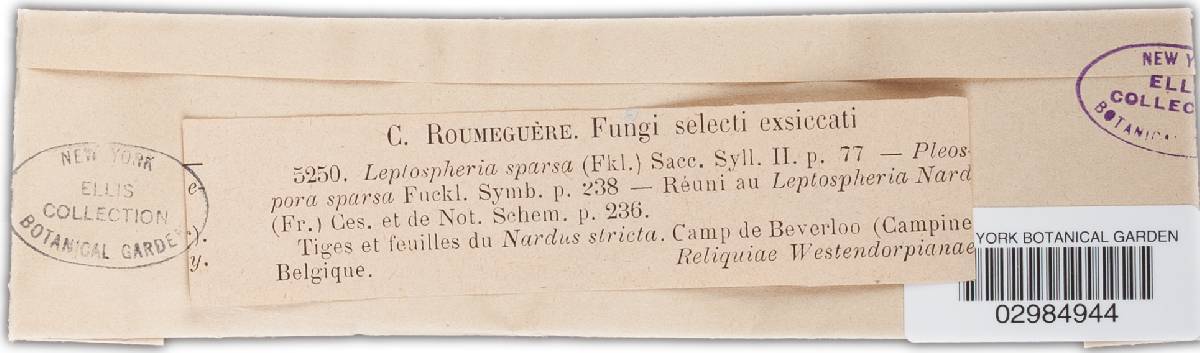 C. ROUMEGUÈRE. Fungi selecti exsiccati
5250. Leptospheria sparsa (Fkl.) Sacc. Syll. II. p. 77 — Pleos-
pora sparsa Fuckl. Symb. p. 238 — Réuni au Leptospheria Nard
(Fr.) Ces. et de Not. Schem. p. 236.
Tiges et feuilles du Nardus stricta. Camp de Beverloo (Campine
Belgique. Reliquiae Westendorpianae
e-
).
y.
NEW YORK
ELLIS
COLLECTION
BOTANICAL GARDEN
NEW Y
ELL
COLLEC
BOTANICA
YORK BOTANICAL GARDEN
02984944